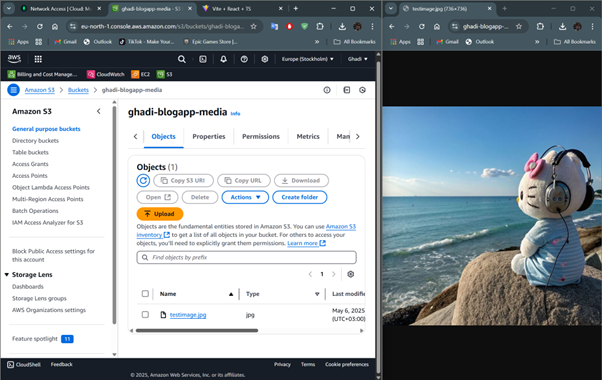 Network Access | Cloud: M
ghadi-blogapp-media - S3 buck
Vite + React + TS
eu-north-1.console.aws.amazon.com/s3/buckets/ghadi-bloga...
Apps
Gmail
Outlook
TikTok - Make Your...
Epic Games Store |...
All Bookmarks
aws
Europe (Stockholm)
Ghadi
Billing and Cost Manage...
CloudWatch
EC2
S3
Amazon S3
Buckets
ghadi-blogapp-media
Amazon S3
General purpose buckets
Directory buckets
Table buckets
Access Grants
Access Points
Object Lambda Access Points
Multi-Region Access Points
Batch Operations
IAM Access Analyzer for S3
Block Public Access settings for
this account
Storage Lens
Dashboards
Storage Lens groups
AWS Organizations settings
Feature spotlight 11
ghadi-blogapp-media Info
Objects
Properties
Permissions
Metrics
Man
Objects (1)
Copy S3 URI
Copy URL
Download
Open
Delete
Actions
Create folder
Upload
Objects are the fundamental entities stored in Amazon S3. You can use Amazon S3
inventory to get a list of all objects in your bucket. For others to access your
objects, you'll need to explicitly grant them permissions. Learn more
Find objects by prefix
1
Name
Type
Last modifie
testimage.jpg
jpg
May 6, 2025
(UTC+03:00)
CloudShell
Feedback
Privacy
Terms
Cookie preferences
© 2025, Amazon Web Services, Inc. or its affiliates.
testimage.jpg (736×736)
ghadi-blogap...
Apps
Gmail
Outlook
All Bookmarks